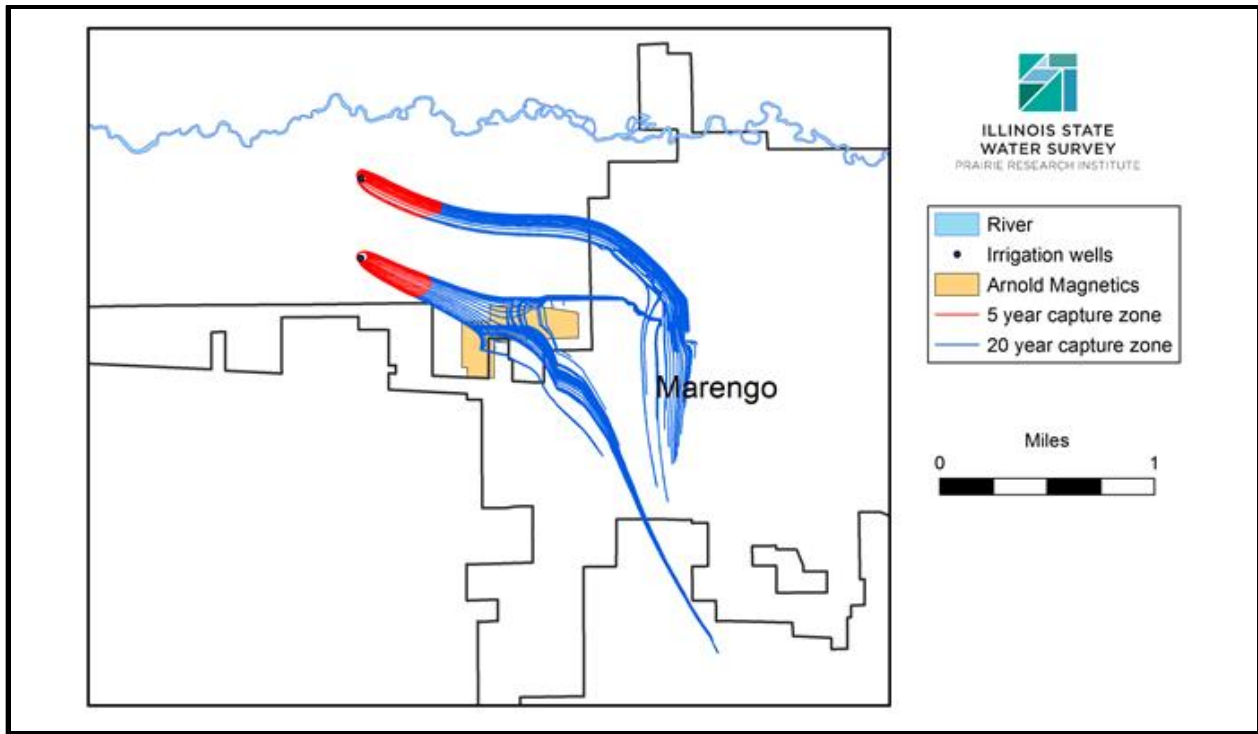 ILLINOIS STATE
WATER SURVEY
PRAIRIE RESEARCH INSTITUTE
River
Irrigation wells
Arnold Magnetics
5 year capture zone
20 year capture zone
Marengo
Miles
0 1